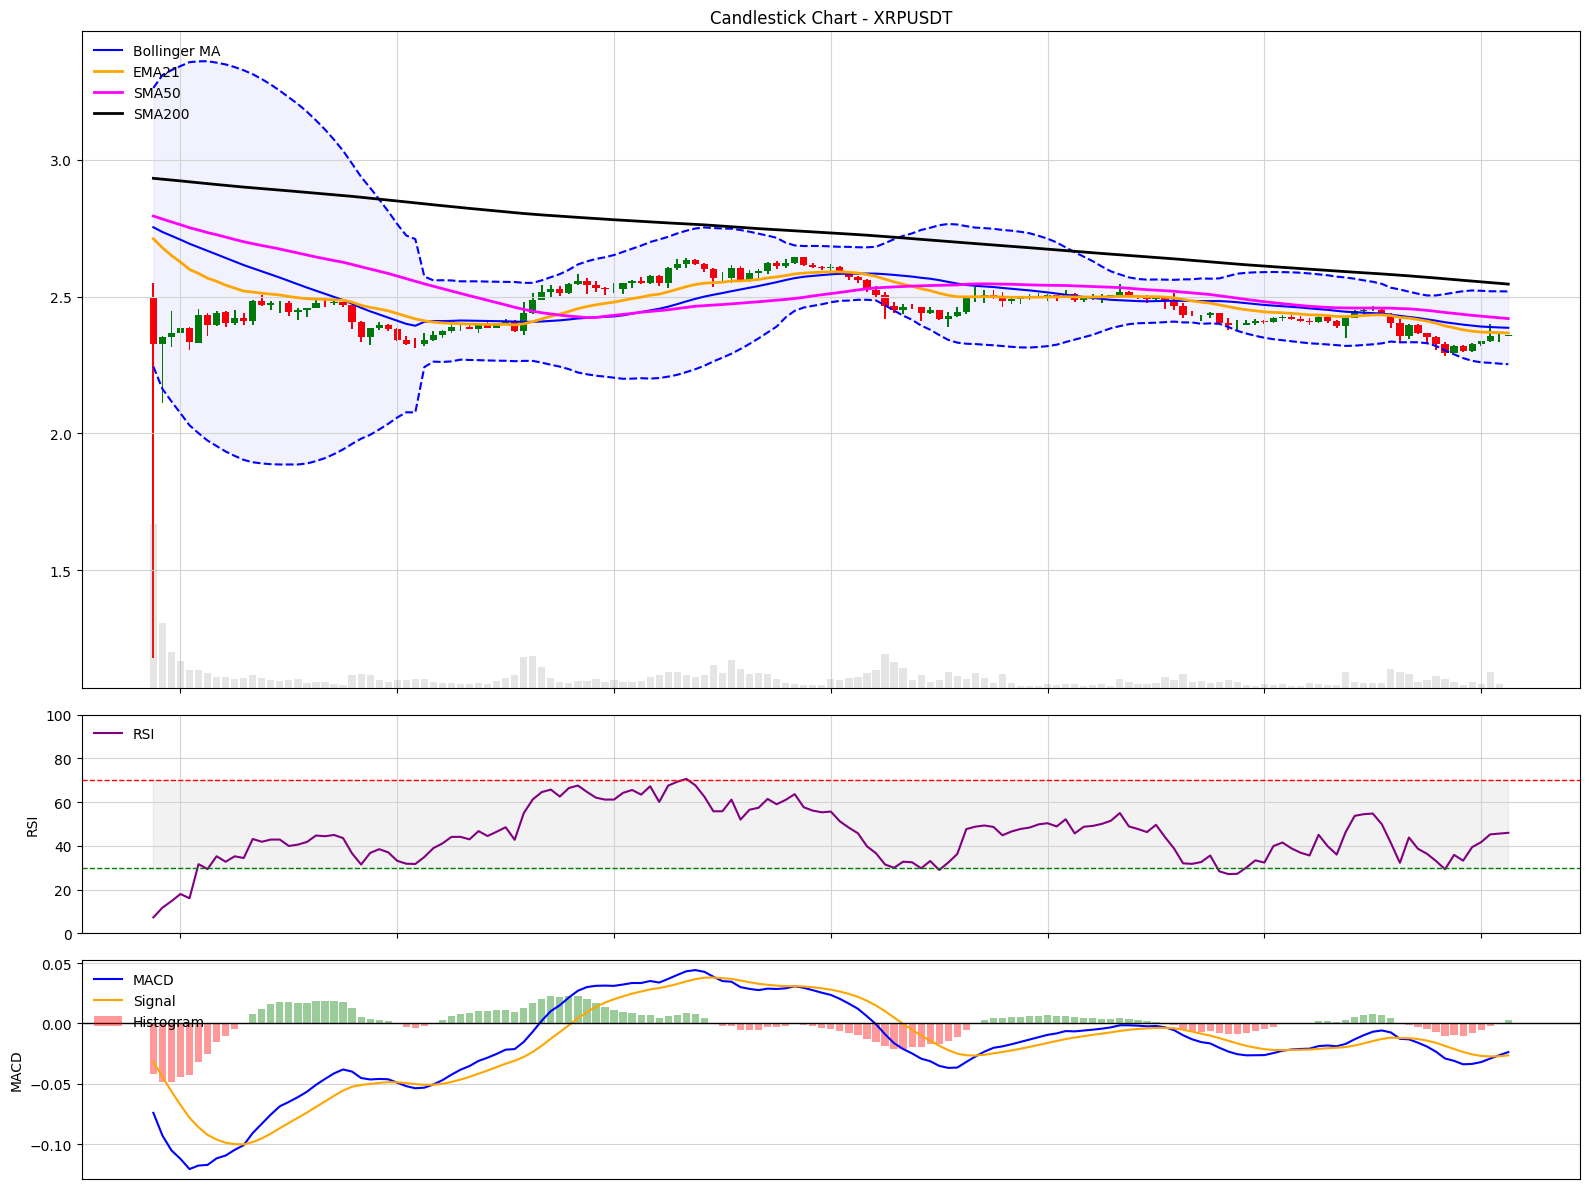 Candlestick Chart - XRPUSDT
Bollinger MA
EMA21
SMA50
SMA200
3.0
2.5
2.0
1.5
100
80
60
40
20
0
RSI
RSI
0.05
0.00
−0.05
−0.10
MACD
MACD
Signal
Histogram